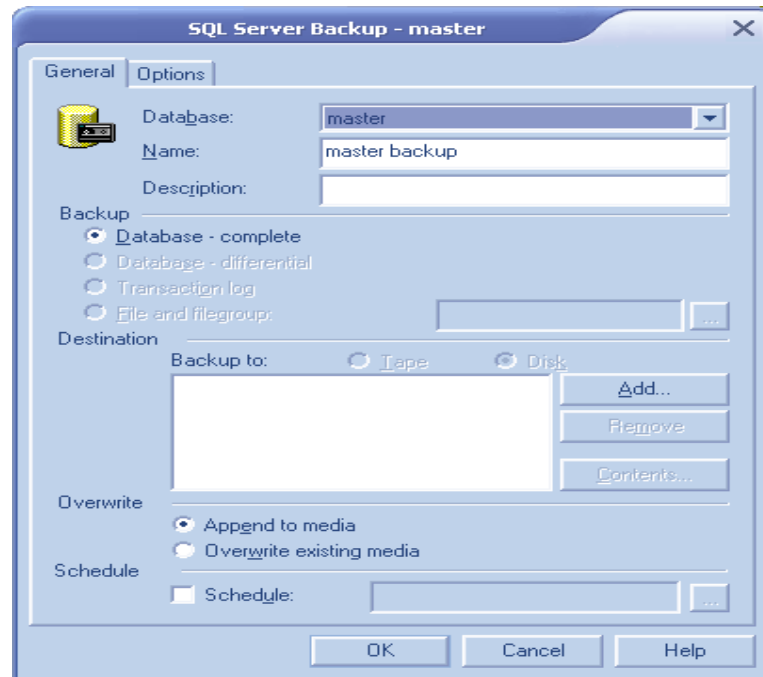 SQL Server Backup - master
General Options
Database: master
Name: master backup
Description:
Backup
Database - complete
Database - differential
Transaction log
File and filegroup: ...
Destination
Backup to: Tape Disk
Add...
Remove
Contents...
Overwrite
Append to media
Overwrite existing media
Schedule
Schedule: ...
OK Cancel Help